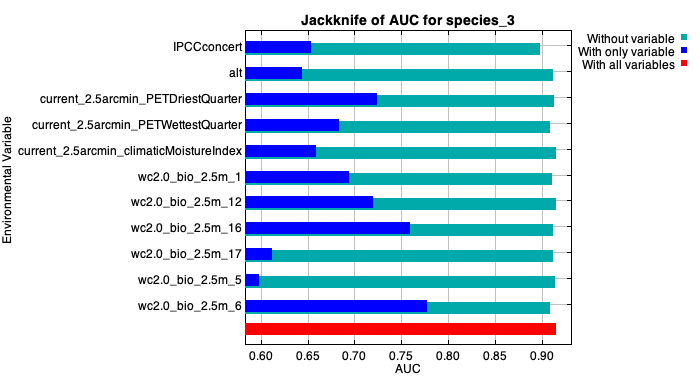 Jackknife of AUC for species_3
Without variable
With only variable
With all variables
Environmental Variable
IPCCconcert
alt
current_2.5arcmin_PETDriestQuarter
current_2.5arcmin_PETWettestQuarter
current_2.5arcmin_climaticMoistureIndex
wc2.0_bio_2.5m_1
wc2.0_bio_2.5m_12
wc2.0_bio_2.5m_16
wc2.0_bio_2.5m_17
wc2.0_bio_2.5m_5
wc2.0_bio_2.5m_6
0.60 0.65 0.70 0.75 0.80 0.85 0.90
AUC